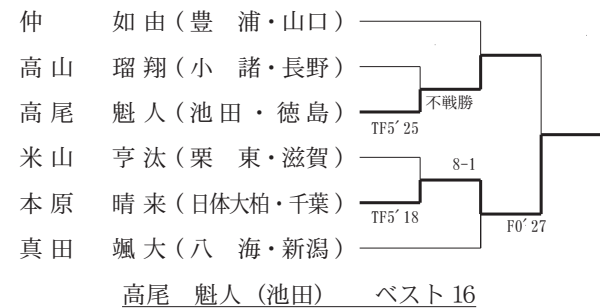 仲 如由（豊 浦・山口）
高山 瑠翔（小 諸・長野）
不戦勝
高尾 魁人（池田・徳島）
TF5´25
米山 亨汰（栗 東・滋賀）
8-1
本原 晴来（日体大柏・千葉）
TF5´18
F0´27
真田 颯大（八 海・新潟）
高尾 魁人（池田） ベスト16